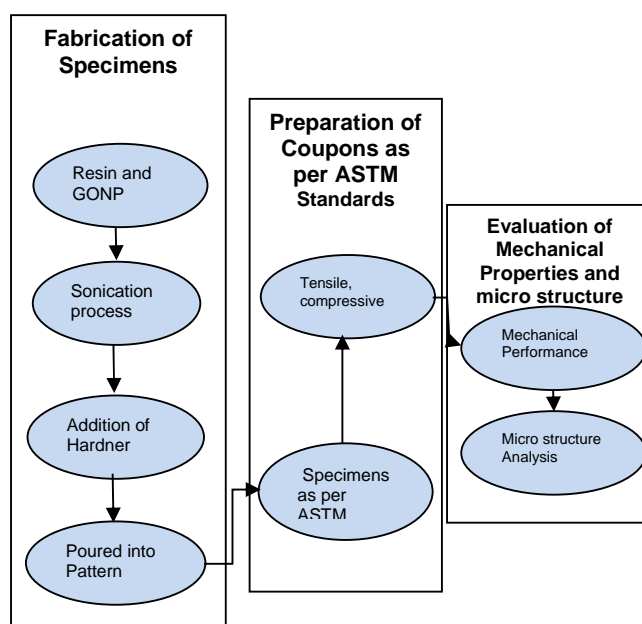 Fabrication of
Specimens
Resin and
GONP
Sonication
process
Addition of
Hardner
Poured into
Pattern
Preparation of
Coupons as
per ASTM
Standards
Tensile,
compressive
Specimens
as per
ASTM
Evaluation of
Mechanical
Properties and
micro structure
Mechanical
Performance
Micro structure
Analysis